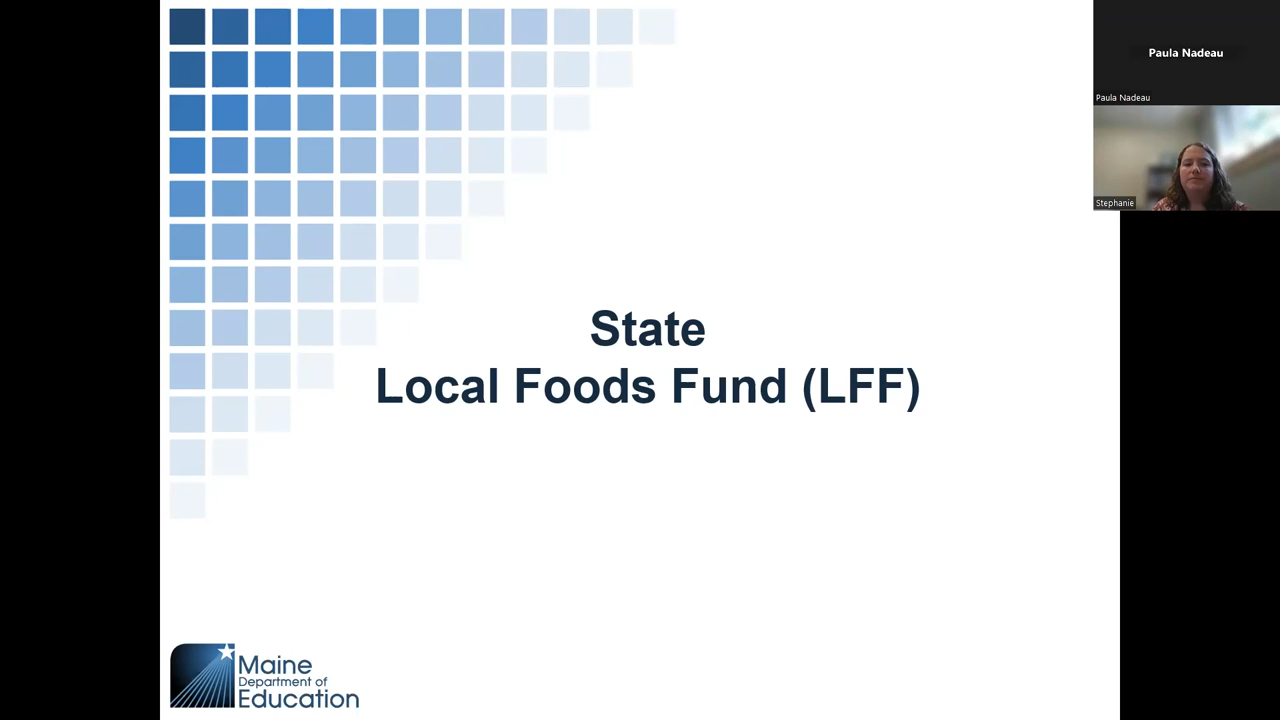 Paula Nadeau
Paula Nadeau
Stephanie
State
Local Foods Fund (LFF)
Maine
Department of
Education